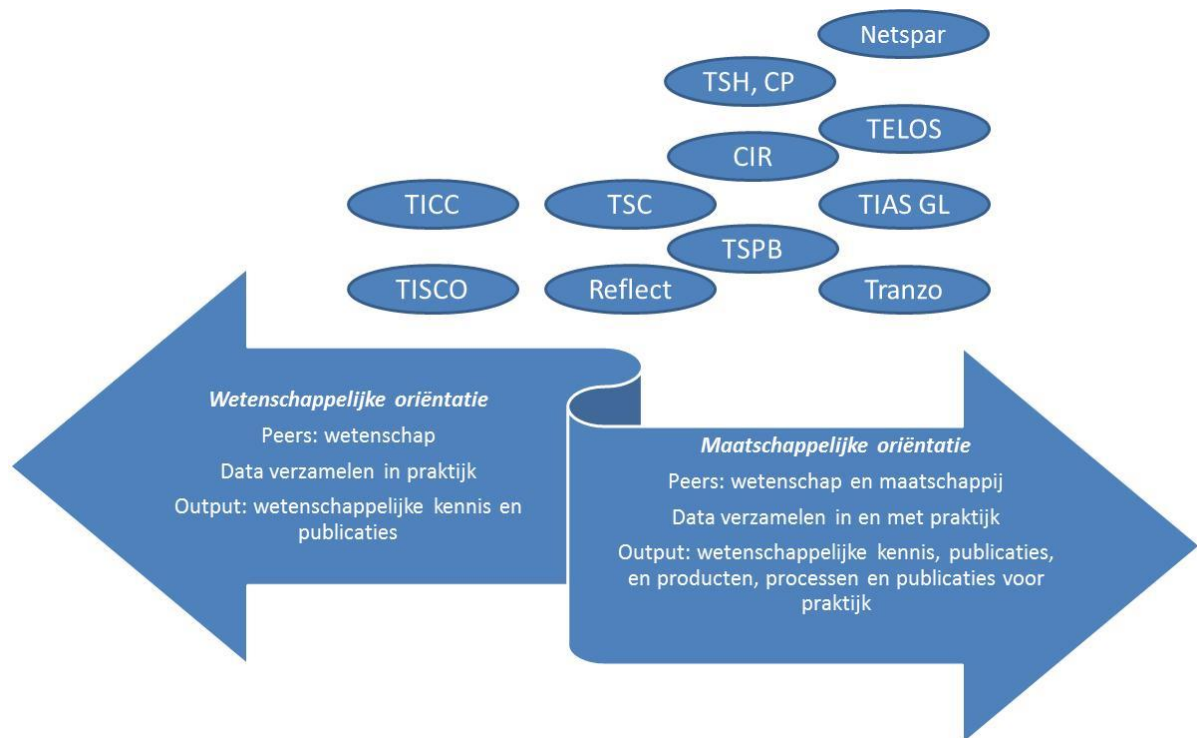 Netspar
TSH, CP
TELOS
CIR
TICC
TSC
TIAS GL
TSPB
TISCO
Reflect
Tranzo
Wetenschappelijke oriëntatie
Peers: wetenschap
Data verzamelen in praktijk
Output: wetenschappelijke kennis en
publicaties
Maatschappelijke oriëntatie
Peers: wetenschap en maatschappij
Data verzamelen in en met praktijk
Output: wetenschappelijke kennis, publicaties,
en producten, processen en publicaties voor
praktijk